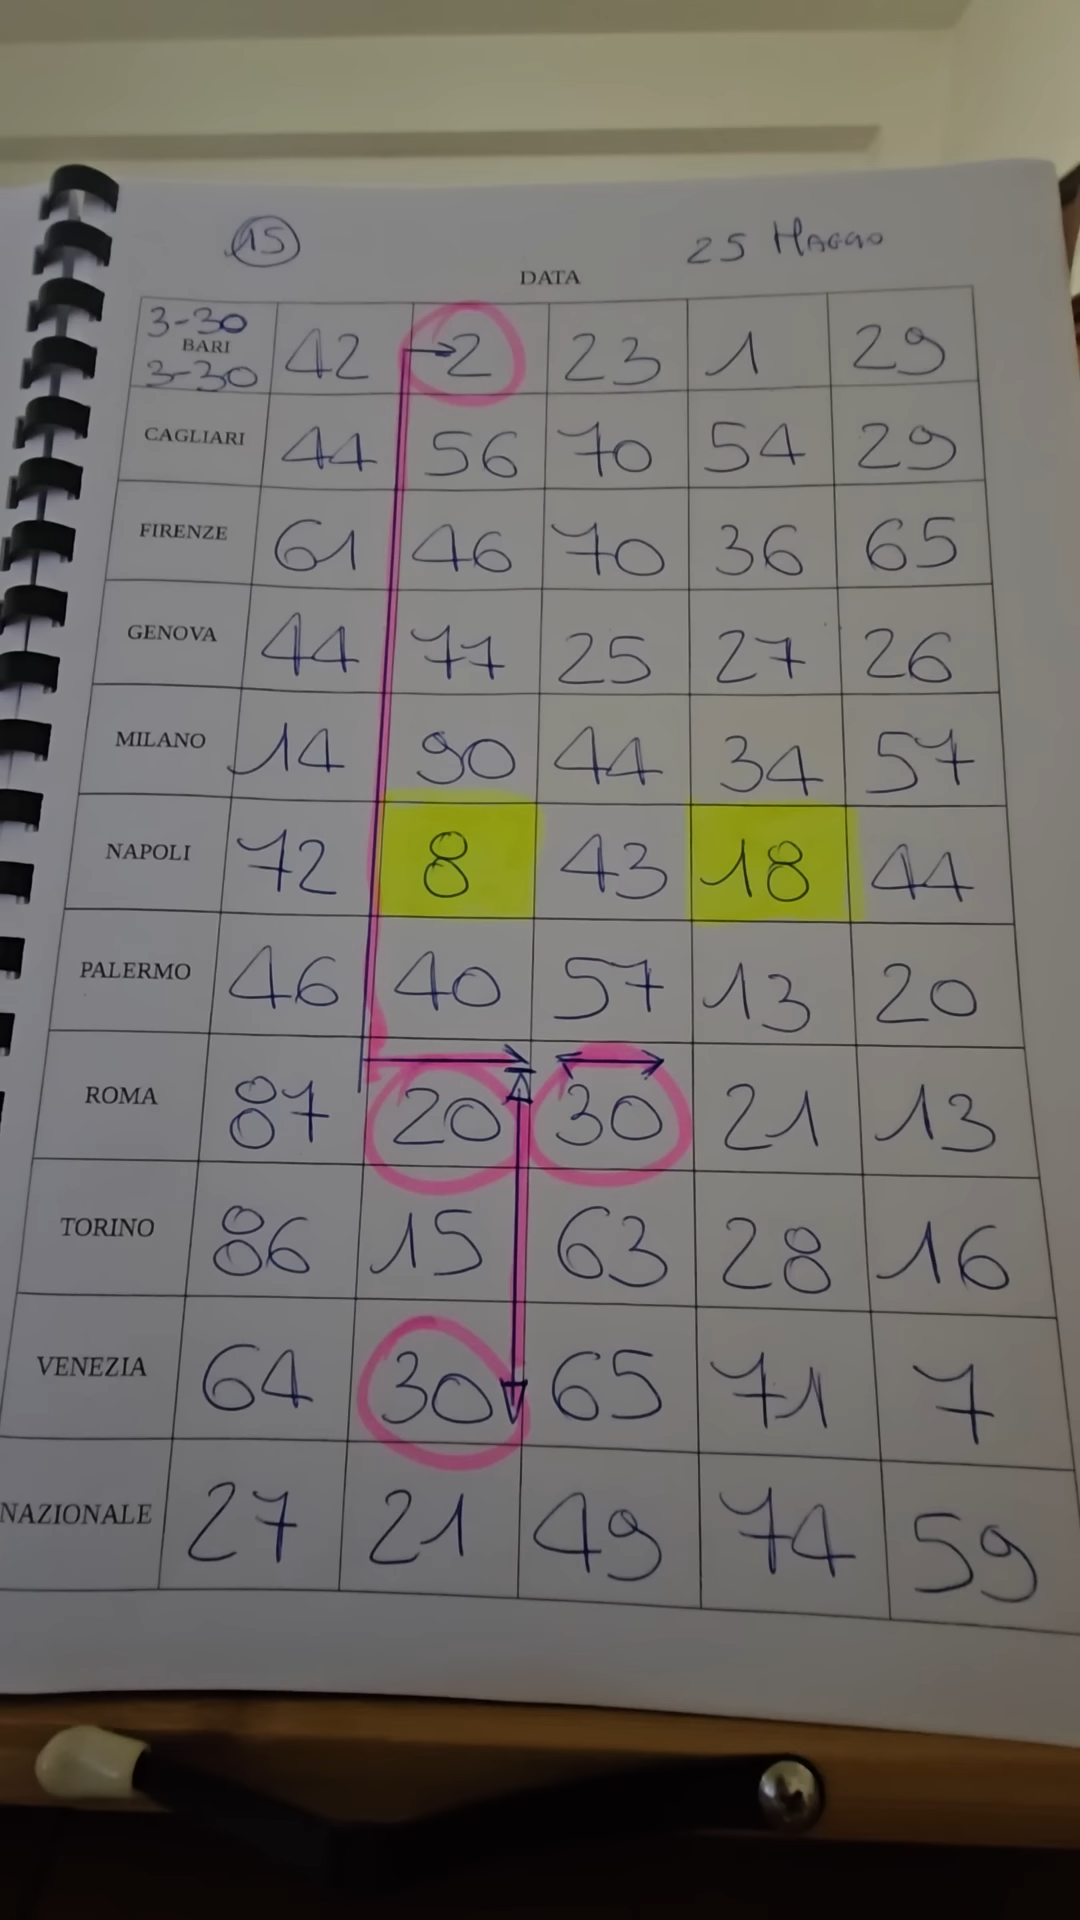 15 25 Maggio
DATA
3-30
BARI 42 2 23 1 29
3-30
CAGLIARI 44 56 70 54 29
FIRENZE 61 46 70 36 65
GENOVA 44 77 25 27 26
MILANO 14 90 44 34 57
NAPOLI 72 8 43 18 44
PALERMO 46 40 57 13 20
ROMA 87 20 30 21 13
TORINO 86 15 63 28 16
VENEZIA 64 30 65 71 7
NAZIONALE 27 21 49 74 59